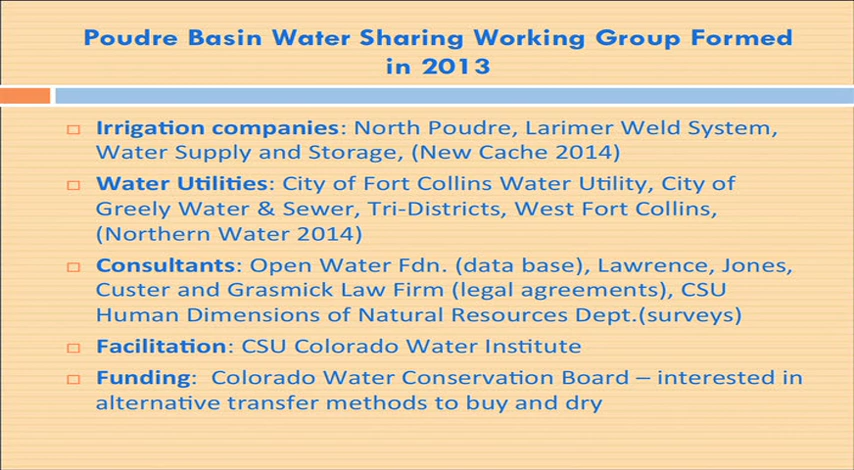 Poudre Basin Water Sharing Working Group Formed
in 2013
Irrigation companies: North Poudre, Larimer Weld System,
Water Supply and Storage, (New Cache 2014)
Water Utilities: City of Fort Collins Water Utility, City of
Greely Water & Sewer, Tri-Districts, West Fort Collins,
(Northern Water 2014)
Consultants: Open Water Fdn. (data base), Lawrence, Jones,
Custer and Grasmick Law Firm (legal agreements), CSU
Human Dimensions of Natural Resources Dept.(surveys)
Facilitation: CSU Colorado Water Institute
Funding:  Colorado Water Conservation Board – interested in
alternative transfer methods to buy and dry